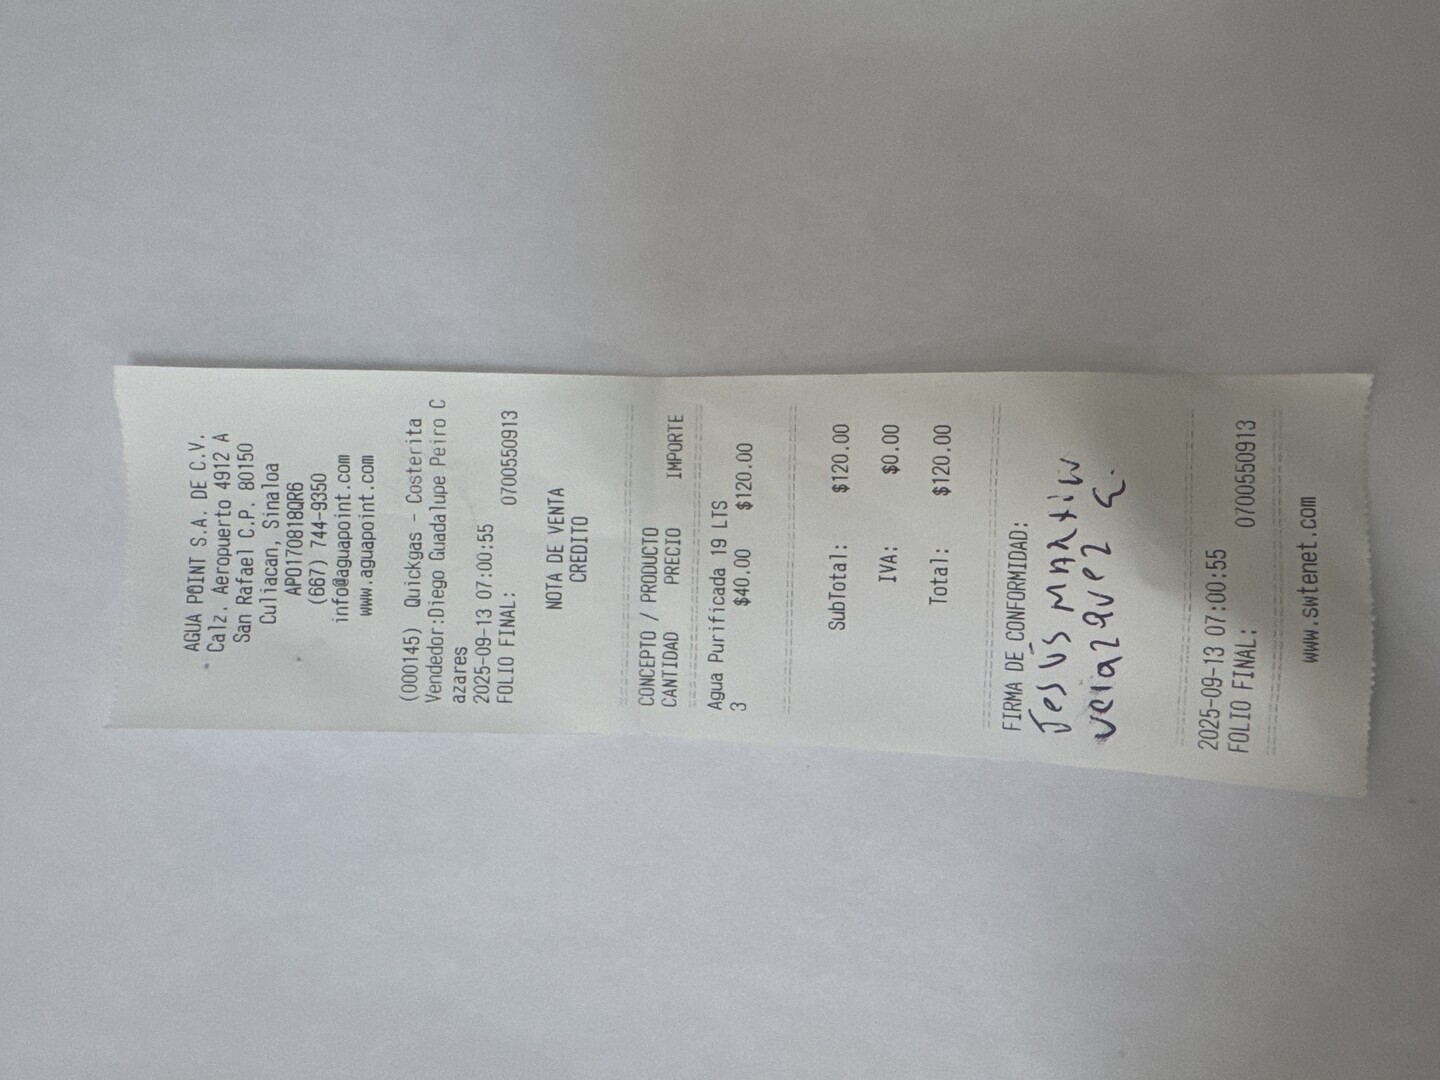 AGUA POINT S.A. DE C.V.
Calz. Aeropuerto 4912 A
San Rafael C.P. 80150
Culiacan, Sinaloa
APO170818QR6
(667) 744-9350
info@aguapoint.com
www.aguapoint.com
(000145) Quickgas - Costerita
Vendedor:Diego Guadalupe Peiro C
azares
2025-09-13 07:00:55
FOLIO FINAL: 0700550913
NOTA DE VENTA
CREDITO
CONCEPTO / PRODUCTO
CANTIDAD PRECIO IMPORTE
Agua Purificada 19 LTS
3 $40.00 $120.00
SubTotal: $120.00
IVA: $0.00
Total: $120.00
FIRMA DE CONFORMIDAD:
Jesús Martin
velazquez
2025-09-13 07:00:55
FOLIO FINAL: 0700550913
www.swtenet.com